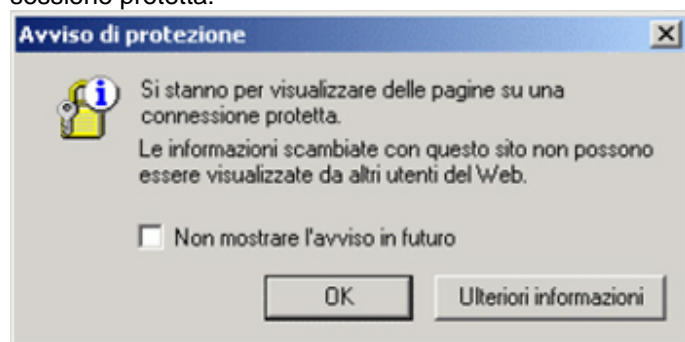 sessione protetta.
Avviso di protezione
Si stanno per visualizzare delle pagine su una
connessione protetta.
Le informazioni scambiate con questo sito non possono
essere visualizzate da altri utenti del Web.
Non mostrare l'avviso in futuro
OK
Ulteriori informazioni